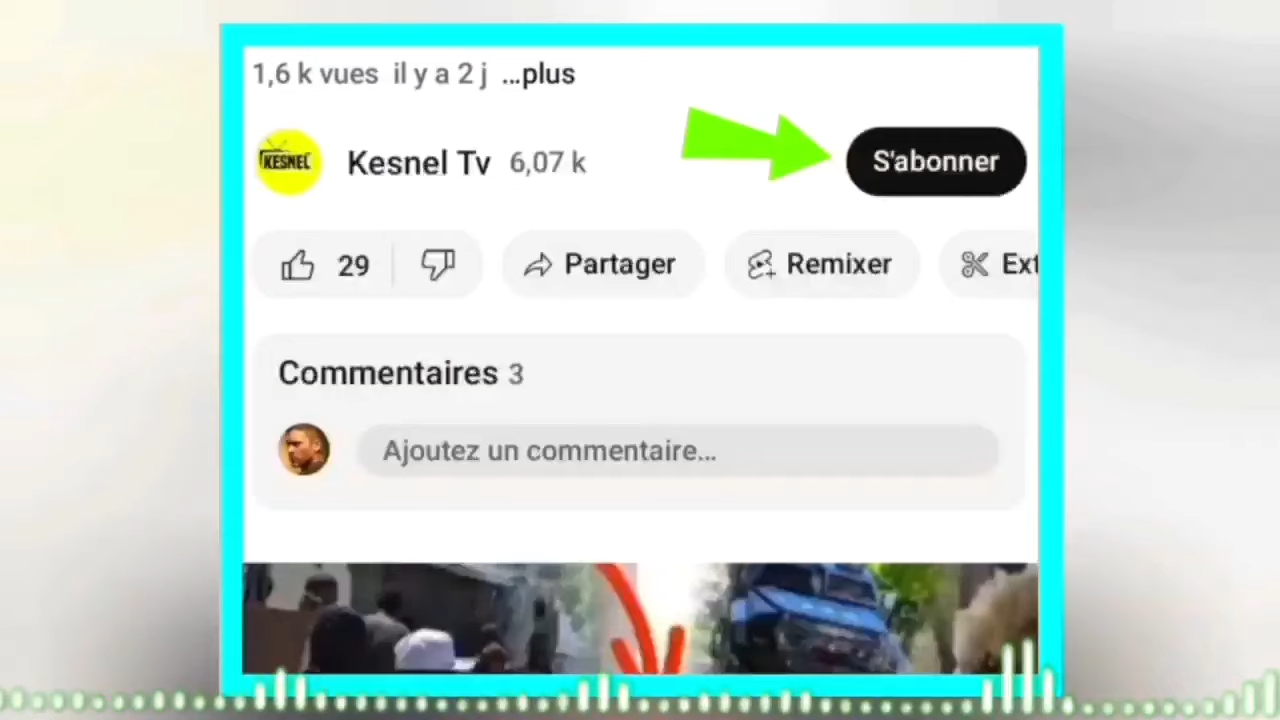 1,6 k vues il y a 2 j ...plus
KESNEL
Kesnel Tv 6,07 k
S'abonner
29
Partager
Remixer
Ext
Commentaires 3
Ajoutez un commentaire...